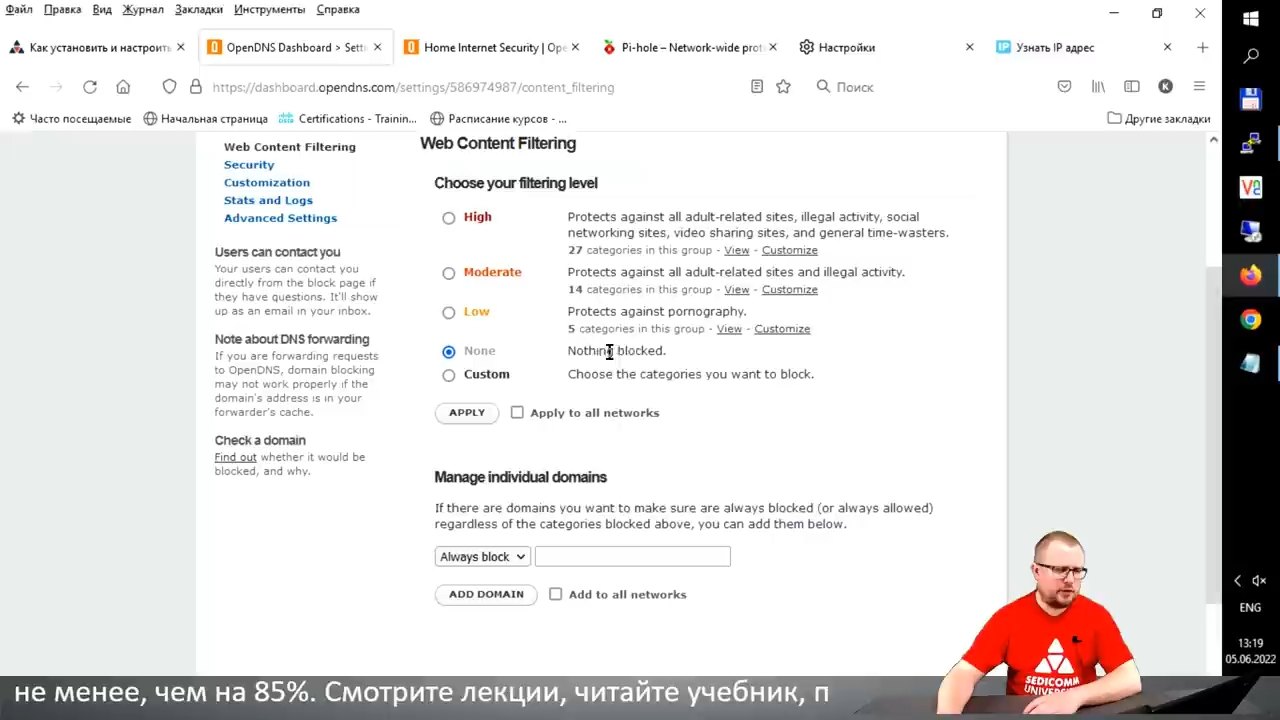 Файл Правка Вид Журнал Закладки Инструменты Справка
Как установить и настроить
OpenDNS Dashboard > Setti
Home Internet Security | Ope
Pi-hole – Network-wide prot
Настройки
Узнать IP адрес
https://dashboard.opendns.com/settings/586974987/content_filtering
Поиск
Часто посещаемые
Начальная страница
Certifications - Trainin...
Расписание курсов - ...
Другие закладки
Web Content Filtering
Security
Customization
Stats and Logs
Advanced Settings
Users can contact you
Your users can contact you
directly from the block page if
they have questions. It'll show
up as an email in your inbox.
Note about DNS forwarding
If you are forwarding requests
to OpenDNS, domain blocking
may not work properly if the
domain's address is in your
forwarder's cache.
Check a domain
Find out whether it would be
blocked, and why.
Web Content Filtering
Choose your filtering level
High
Protects against all adult-related sites, illegal activity, social
networking sites, video sharing sites, and general time-wasters.
27 categories in this group - View - Customize
Moderate
Protects against all adult-related sites and illegal activity.
14 categories in this group - View - Customize
Low
Protects against pornography.
5 categories in this group - View - Customize
None
Nothing blocked.
Custom
Choose the categories you want to block.
APPLY
Apply to all networks
Manage individual domains
If there are domains you want to make sure are always blocked (or always allowed)
regardless of the categories blocked above, you can add them below.
Always block
ADD DOMAIN
Add to all networks
ENG
13:19
05.06.2022
SEDICOMM
UNIVERSITY
не менее, чем на 85%. Смотрите лекции, читайте учебник, п